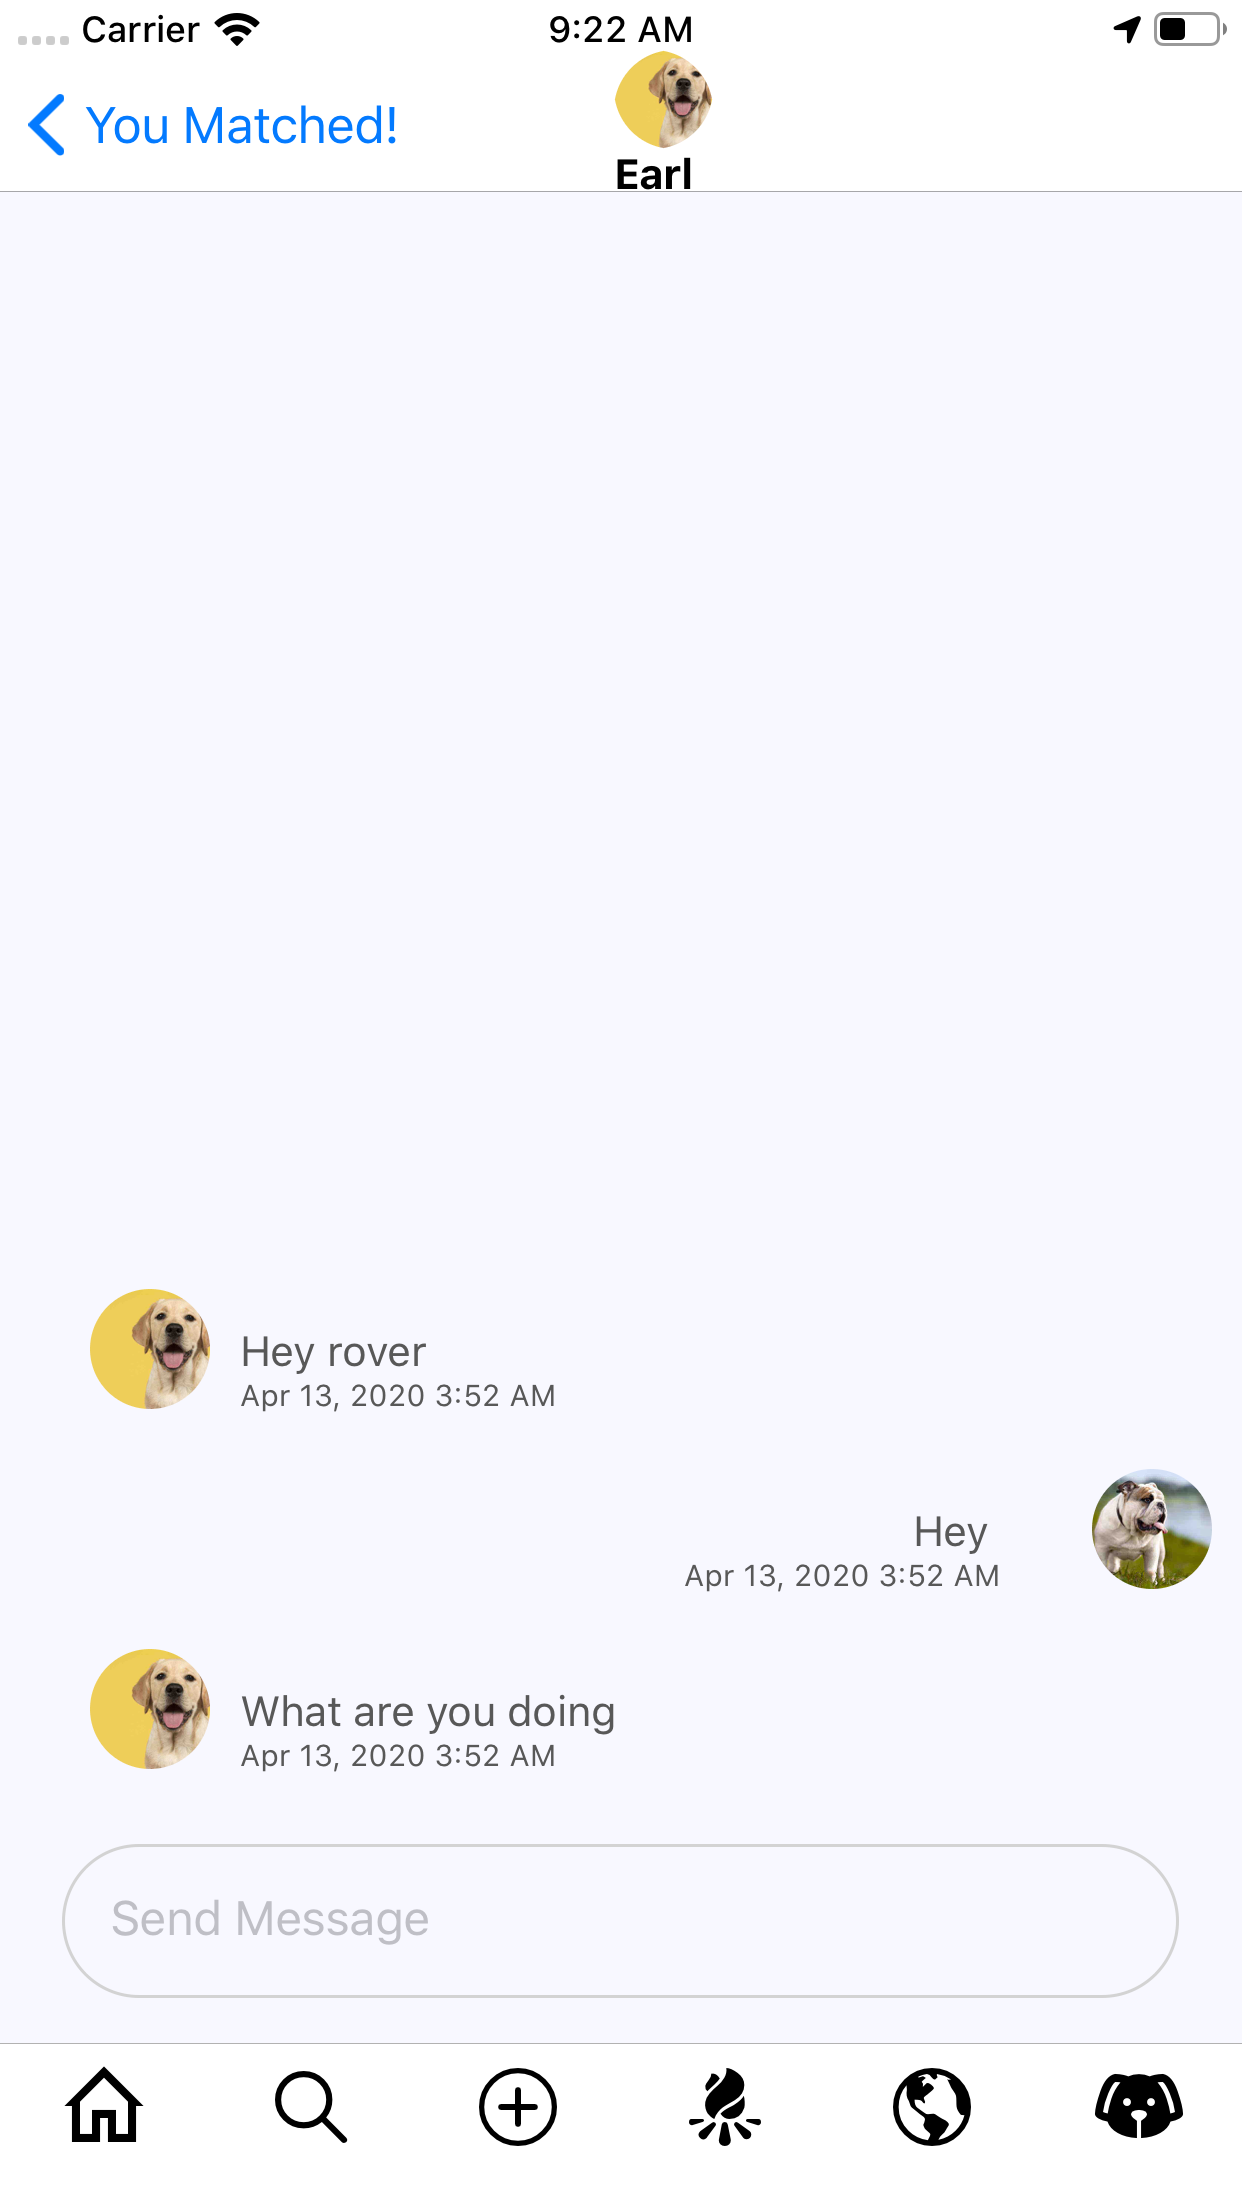 Carrier
9:22 AM
You Matched!
Earl
Hey rover
Apr 13, 2020 3:52 AM
Hey
Apr 13, 2020 3:52 AM
What are you doing
Apr 13, 2020 3:52 AM
Send Message